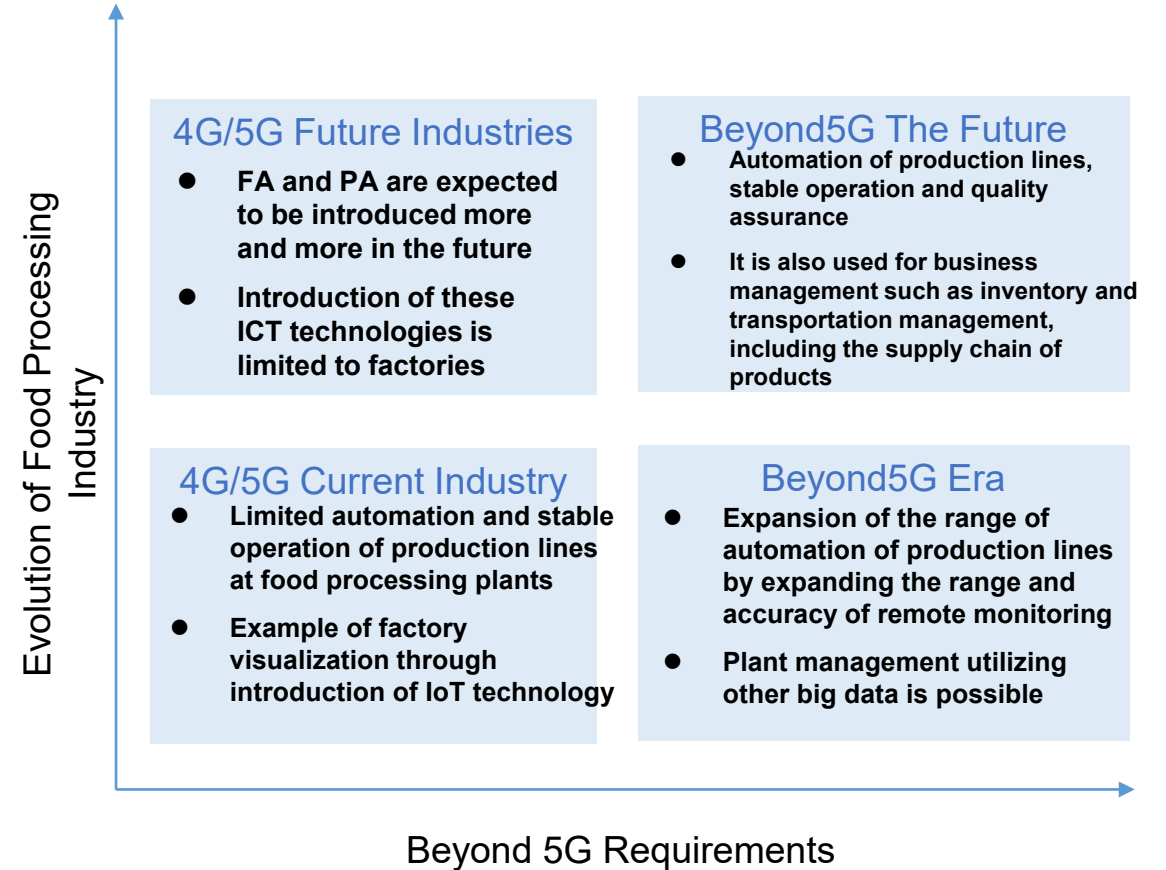 Evolution of Food Processing
Industry
4G/5G Future Industries
● FA and PA are expected
to be introduced more
and more in the future
● Introduction of these
ICT technologies is
limited to factories
Beyond5G The Future
● Automation of production lines,
stable operation and quality
assurance
● It is also used for business
management such as inventory and
transportation management,
including the supply chain of
products
4G/5G Current Industry
● Limited automation and stable
operation of production lines
at food processing plants
● Example of factory
visualization through
introduction of IoT technology
Beyond5G Era
● Expansion of the range of
automation of production lines
by expanding the range and
accuracy of remote monitoring
● Plant management utilizing
other big data is possible
Beyond 5G Requirements